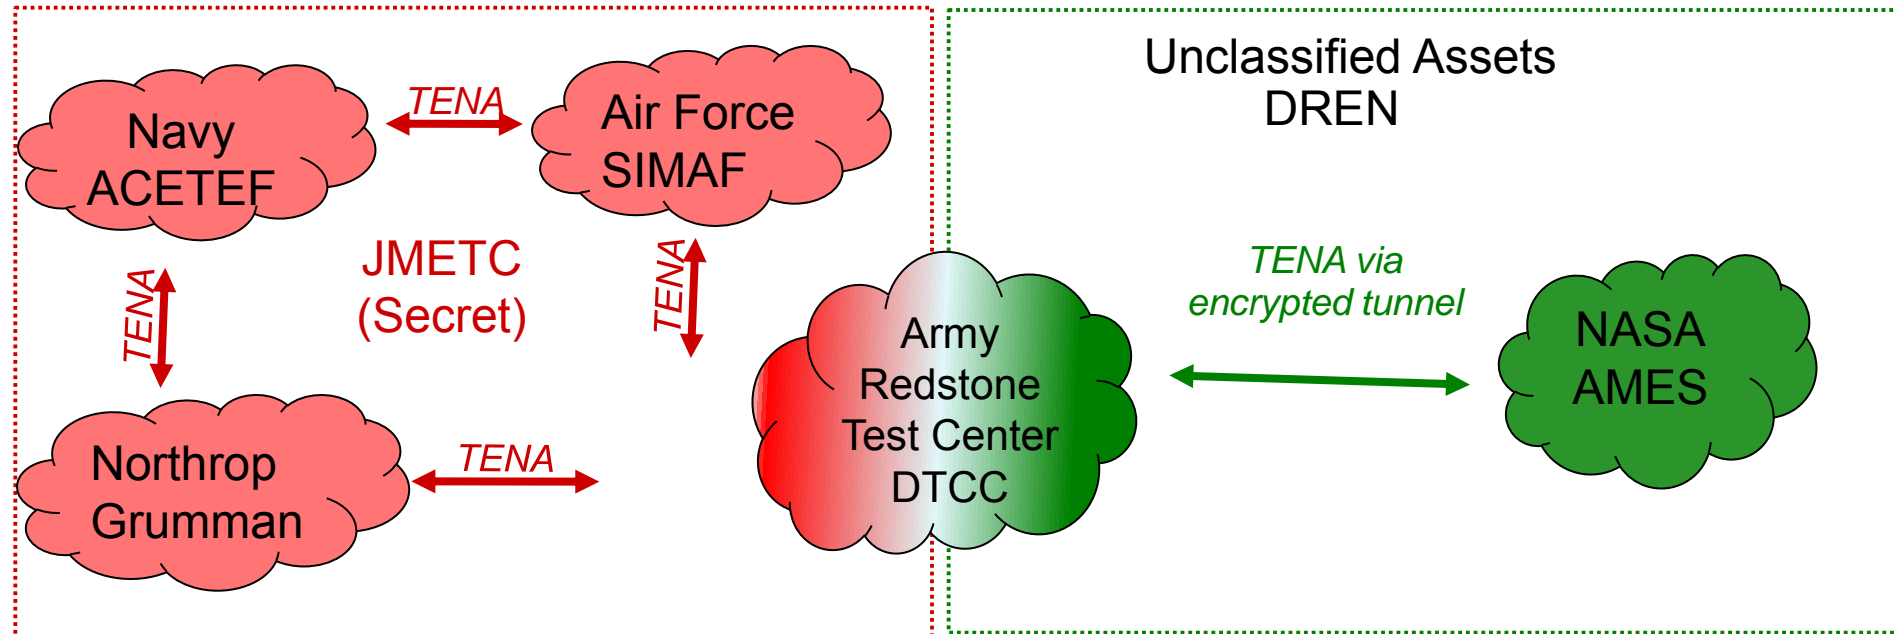 Unclassified Assets
DREN
Navy
ACETEF
TENA
Air Force
SIMAF
JMETC
(Secret)
TENA
TENA
TENA via
encrypted tunnel
Army
Redstone
Test Center
DTCC
NASA
AMES
Northrop
Grumman
TENA